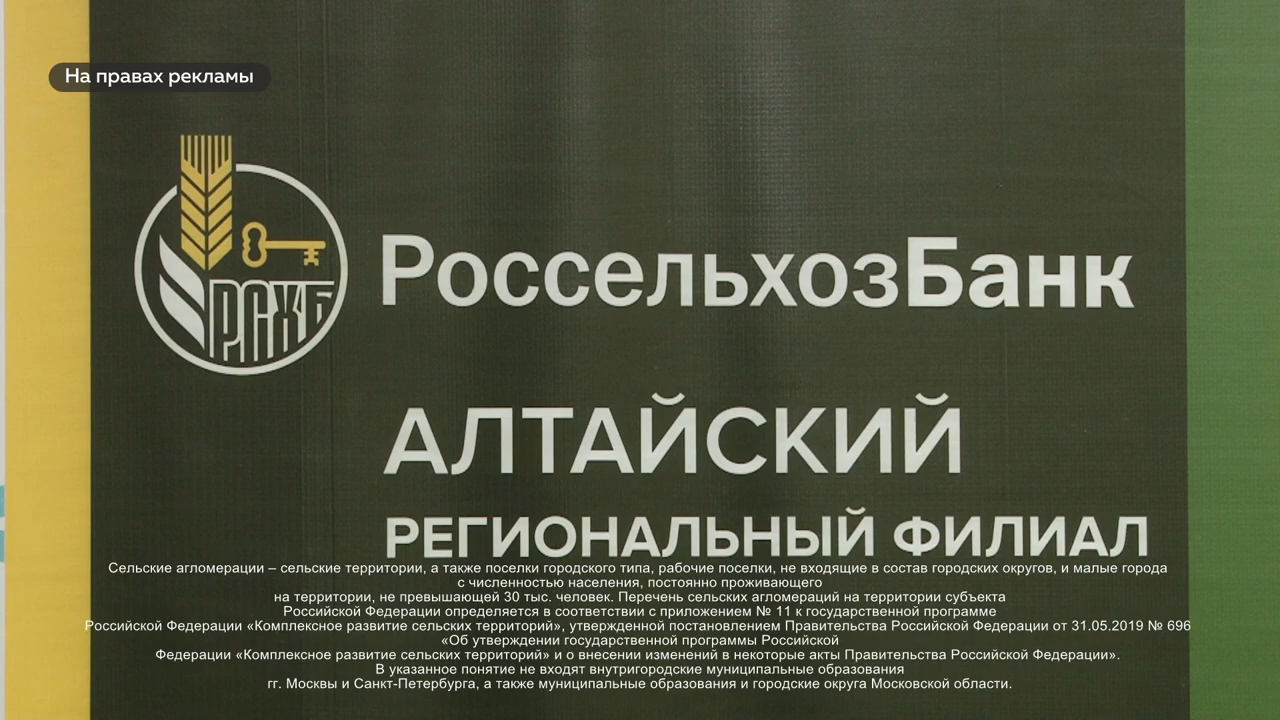 На правах рекламы
РСХБ
РоссельхозБанк
АЛТАЙСКИЙ
РЕГИОНАЛЬНЫЙ ФИЛИАЛ
Сельские агломерации – сельские территории, а также поселки городского типа, рабочие поселки, не входящие в состав городских округов, и малые города
с численностью населения, постоянно проживающего
на территории, не превышающей 30 тыс. человек. Перечень сельских агломераций на территории субъекта
Российской Федерации определяется в соответствии с приложением № 11 к государственной программе
Российской Федерации «Комплексное развитие сельских территорий», утвержденной постановлением Правительства Российской Федерации от 31.05.2019 № 696
«Об утверждении государственной программы Российской
Федерации «Комплексное развитие сельских территорий» и о внесении изменений в некоторые акты Правительства Российской Федерации».
В указанное понятие не входят внутригородские муниципальные образования
гг. Москвы и Санкт-Петербурга, а также муниципальные образования и городские округа Московской области.